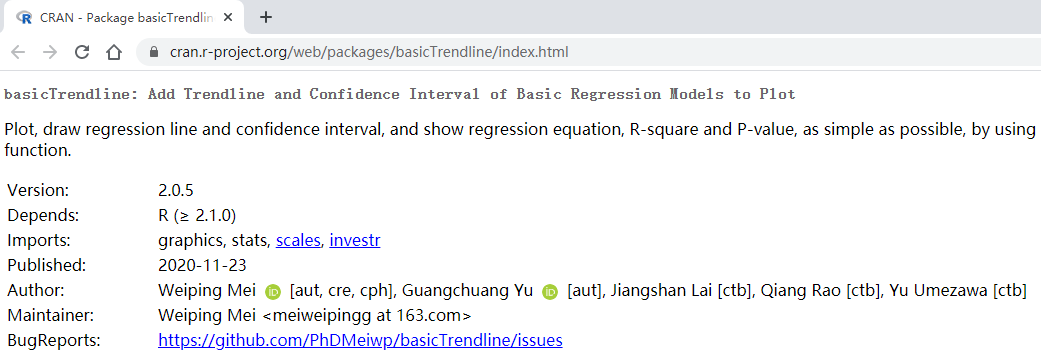 CRAN - Package basicTrendlin
cran.r-project.org/web/packages/basicTrendline/index.html
basicTrendline: Add Trendline and Confidence Interval of Basic Regression Models to Plot
Plot, draw regression line and confidence interval, and show regression equation, R-square and P-value, as simple as possible, by using
function.
Version: 2.0.5
Depends: R (≥ 2.1.0)
Imports: graphics, stats, scales, investr
Published: 2020-11-23
Author: Weiping Mei iD [aut, cre, cph], Guangchuang Yu iD [aut], Jiangshan Lai [ctb], Qiang Rao [ctb], Yu Umezawa [ctb]
Maintainer: Weiping Mei <meiweipingg at 163.com>
BugReports: https://github.com/PhDMeiwp/basicTrendline/issues